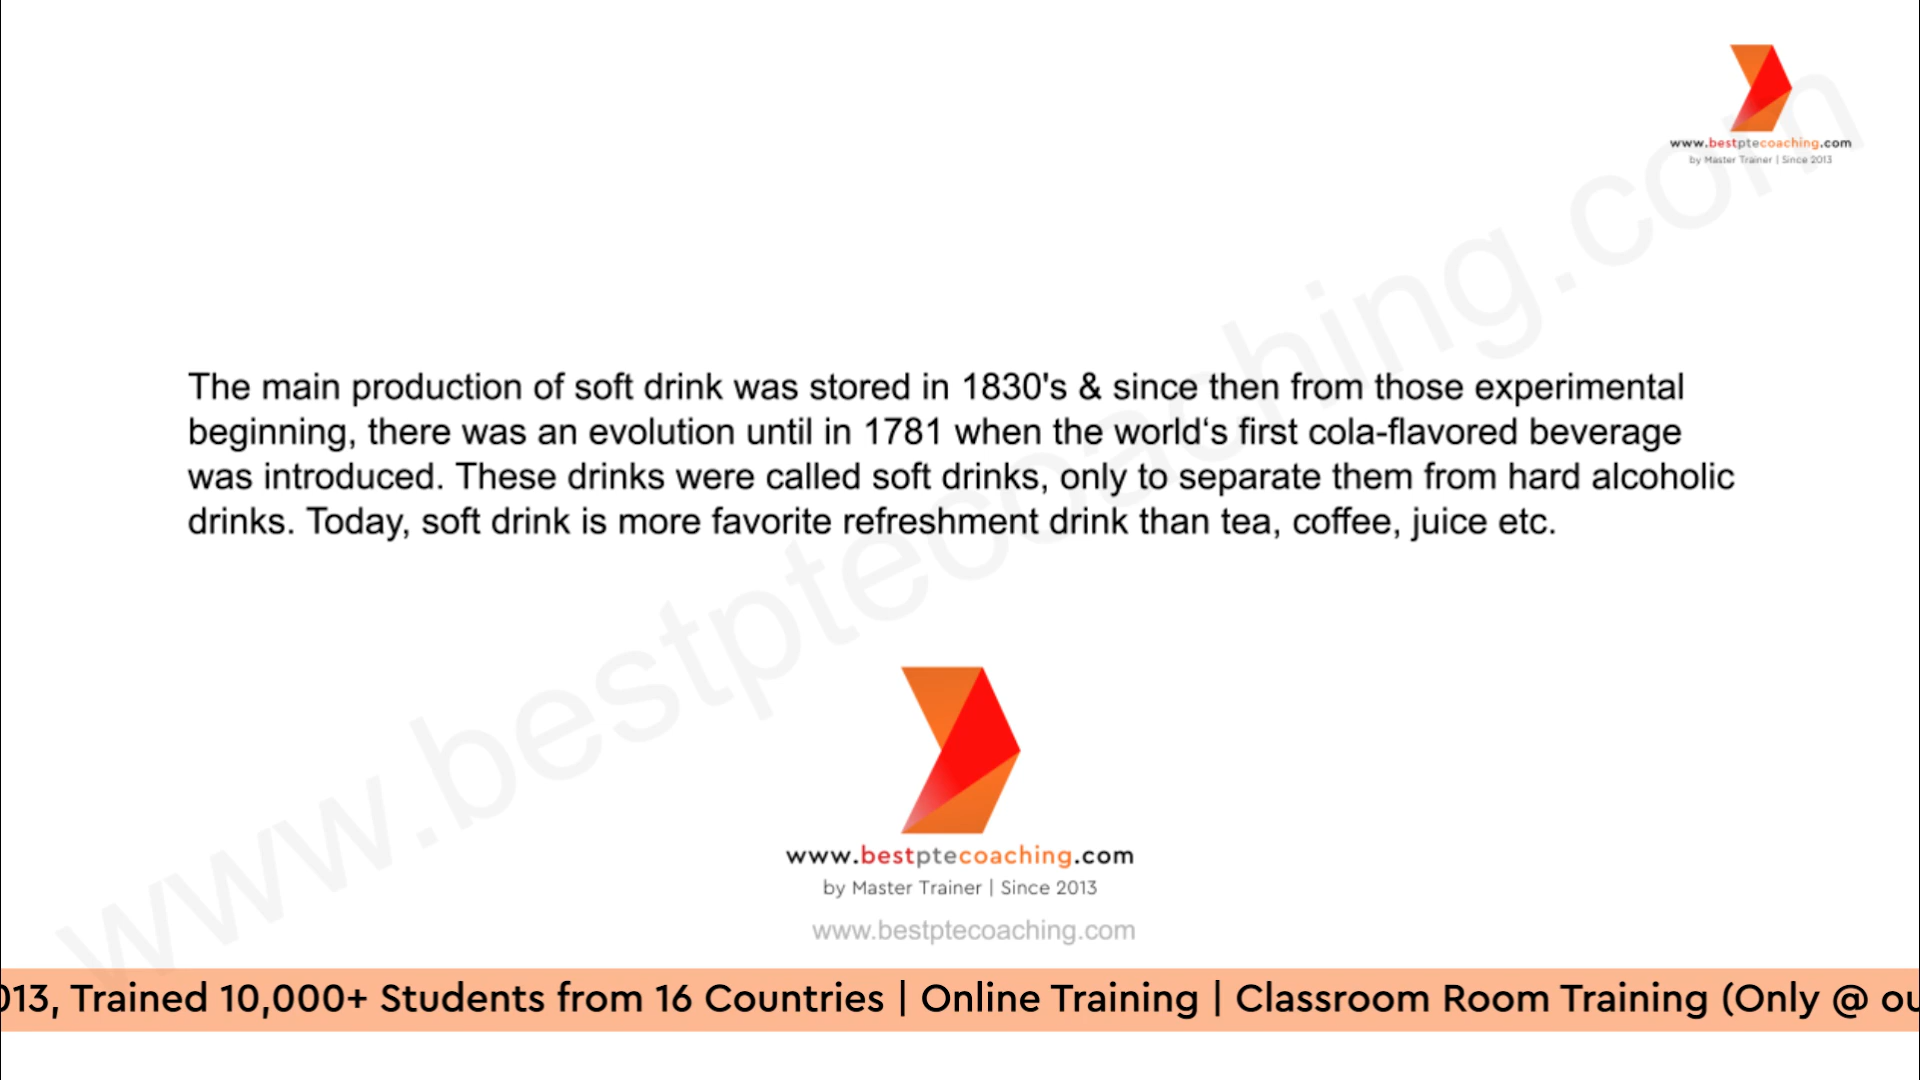 www.bestptecoaching.com
by Master Trainer | Since 2013
The main production of soft drink was stored in 1830's & since then from those experimental
beginning, there was an evolution until in 1781 when the world‘s first cola-flavored beverage
was introduced. These drinks were called soft drinks, only to separate them from hard alcoholic
drinks. Today, soft drink is more favorite refreshment drink than tea, coffee, juice etc.
www.bestptecoaching.com
www.bestptecoaching.com
by Master Trainer | Since 2013
www.bestptecoaching.com
013, Trained 10,000+ Students from 16 Countries | Online Training | Classroom Room Training (Only @ ou